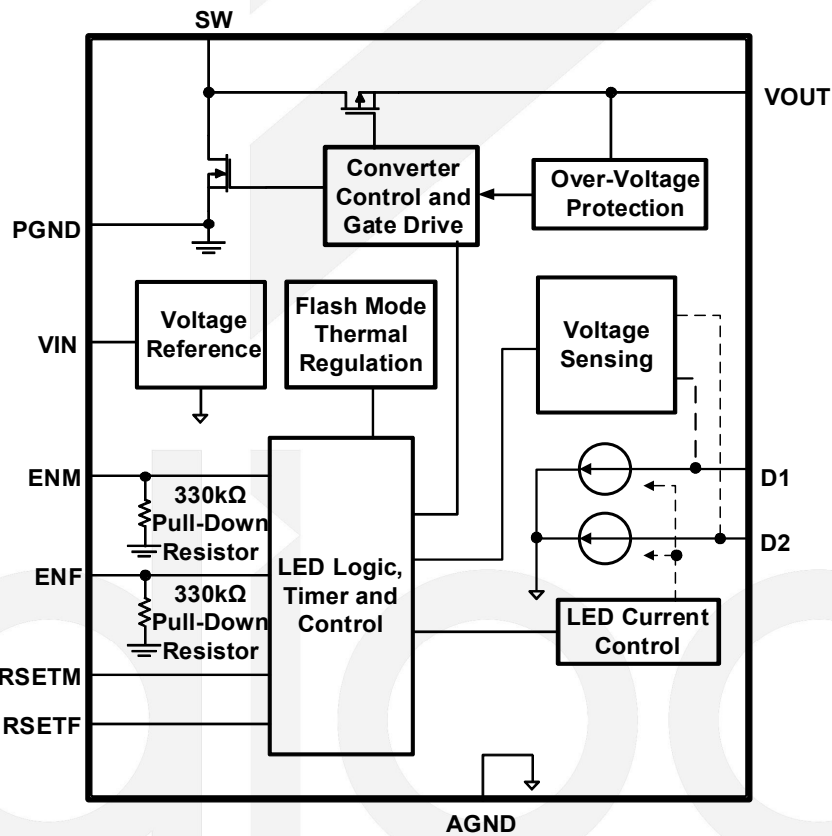 SW
VOUT
Converter
Control and
Gate Drive
Over-Voltage
Protection
PGND
VIN
Voltage
Reference
Flash Mode
Thermal
Regulation
Voltage
Sensing
ENM
330kΩ
Pull-Down
Resistor
D1
D2
ENF
330kΩ
Pull-Down
Resistor
LED Logic,
Timer and
Control
LED Current
Control
RSETM
RSETF
AGND